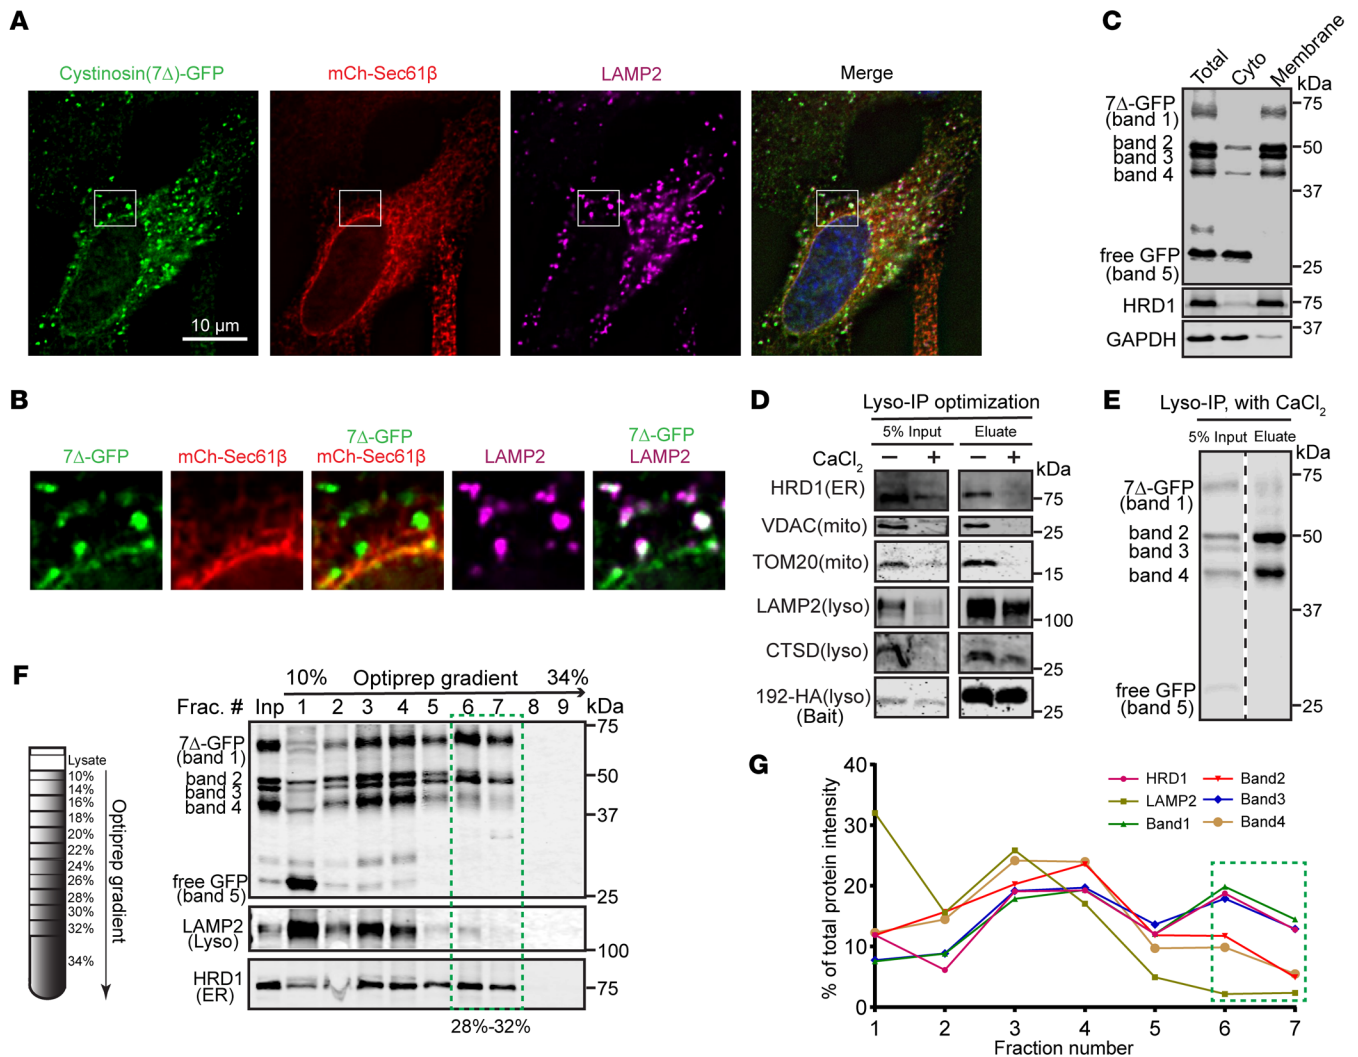 A
Cystinosin(7Δ)-GFP
mCh-Sec61β
LAMP2
Merge
10 µm
B
7Δ-GFP
mCh-Sec61β
7Δ-GFP
mCh-Sec61β
LAMP2
7Δ-GFP
LAMP2
C
Total
Cyto
Membrane
kDa
7Δ-GFP
(band 1)
75
band 2
50
band 3
band 4
37
free GFP
(band 5)
25
HRD1
75
37
GAPDH
D
Lyso-IP optimization
5% Input
Eluate
CaCl2
− + − +
kDa
HRD1(ER)
75
VDAC(mito)
25
TOM20(mito)
15
LAMP2(lyso)
100
CTSD(lyso)
25
192-HA(lyso)
(Bait)
25
E
Lyso-IP, with CaCl2
5% Input
Eluate
kDa
75
7Δ-GFP
(band 1)
band 2
50
band 3
band 4
37
free GFP
(band 5)
25
F
Lysate
10%
14%
16%
18%
20%
22%
24%
26%
28%
30%
32%
34%
Optiprep gradient
10% Optiprep gradient 34%
Frac. # Inp 1 2 3 4 5 6 7 8 9
kDa
75
7Δ-GFP
(band 1)
band 2
50
band 3
band 4
37
free GFP
(band 5)
25
LAMP2
(Lyso)
100
HRD1
(ER)
75
28%-32%
G
% of total protein intensity
40
30
20
10
0
1 2 3 4 5 6 7
Fraction number
HRD1
LAMP2
Band1
Band2
Band3
Band4